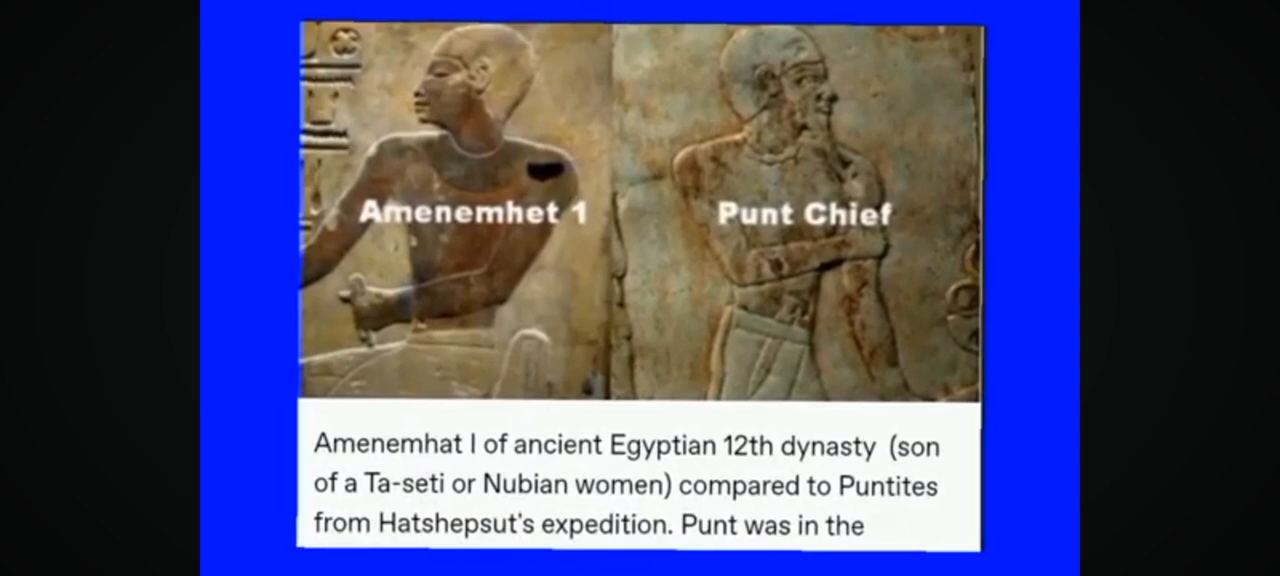 Amenemhet 1
Punt Chief
Amenemhat I of ancient Egyptian 12th dynasty (son
of a Ta-seti or Nubian women) compared to Puntites
from Hatshepsut's expedition. Punt was in the